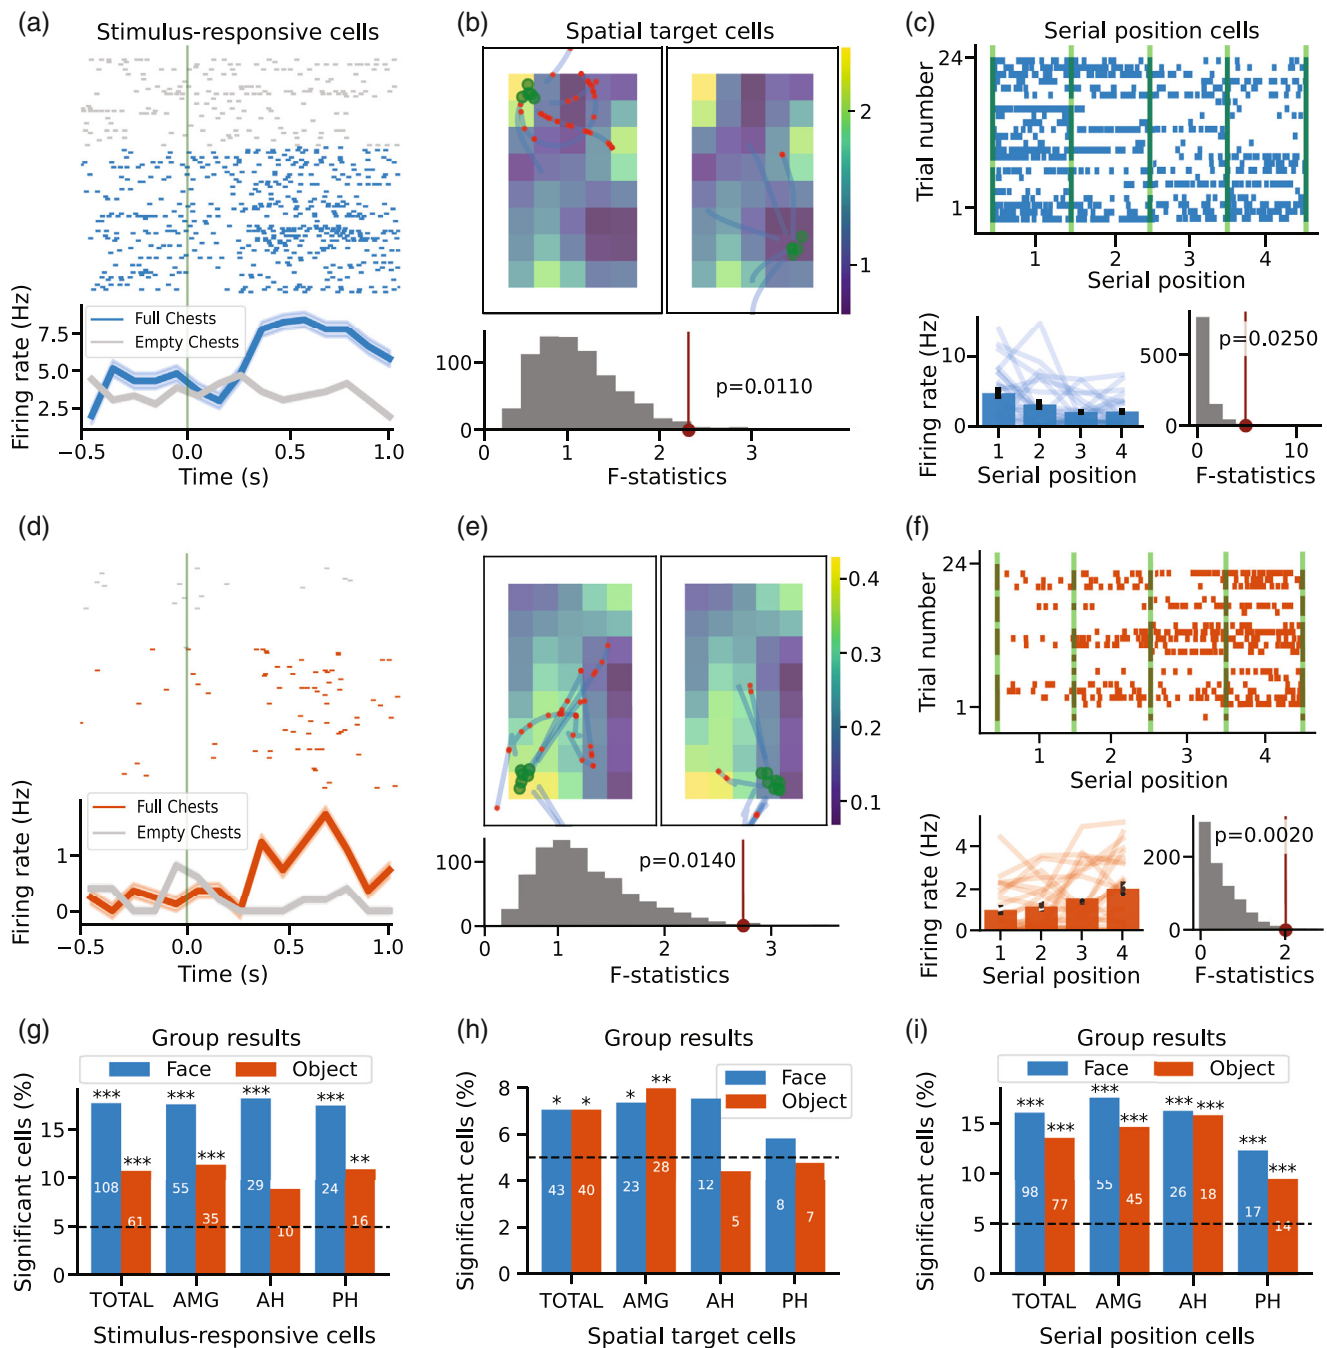 (a)
Stimulus-responsive cells
Firing rate (Hz)
7.5
5.0
2.5
Full Chests
Empty Chests
−0.5 0.0 0.5 1.0
Time (s)
(b)
Spatial target cells
2
1
100
0
p=0.0110
0 1 2 3
F-statistics
(c)
Serial position cells
Trial number
24
1
1 2 3 4
Serial position
Firing rate (Hz)
10
0
1 2 3 4
Serial position
500
0
p=0.0250
0 10
F-statistics
(d)
Firing rate (Hz)
1
0
Full Chests
Empty Chests
−0.5 0.0 0.5 1.0
Time (s)
(e)
0.4
0.3
0.2
0.1
100
0
p=0.0140
0 1 2 3
F-statistics
(f)
Trial number
24
1
1 2 3 4
Serial position
Firing rate (Hz)
4
2
0
1 2 3 4
Serial position
200
0
p=0.0020
0 2
F-statistics
(g)
Group results
Face Object
Significant cells (%)
15
10
5
0
*** *** *** *** *** *** **
108 61 55 35 29 10 24 16
TOTAL AMG AH PH
Stimulus-responsive cells
(h)
Group results
Face
Object
Significant cells (%)
8
6
4
2
0
* * * **
43 40 23 28 12 5 8 7
TOTAL AMG AH PH
Spatial target cells
(i)
Group results
Face Object
Significant cells (%)
15
10
5
0
*** *** *** *** *** *** *** ***
98 77 55 45 26 18 17 14
TOTAL AMG AH PH
Serial position cells